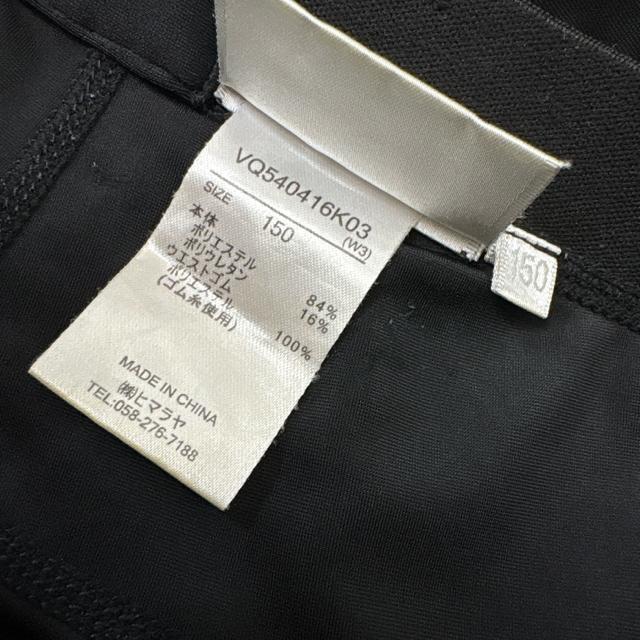 VQ540416K03
(W3)
SIZE 150
本体
ポリエステル 84%
ポリウレタン 16%
ウエストゴム
ポリエステル 100%
(ゴム糸使用)
MADE IN CHINA
㈱ヒマラヤ
TEL:058-276-7188
150